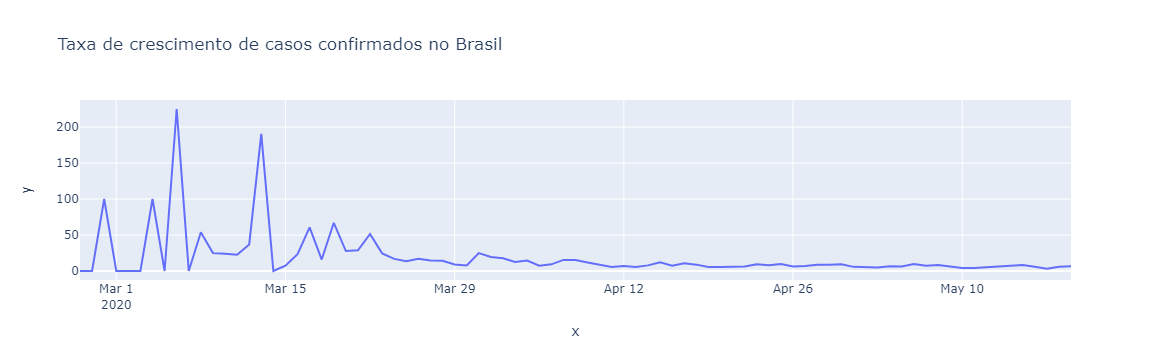 Taxa de crescimento de casos confirmados no Brasil
200
150
100
50
0
y
Mar 1 Mar 15 Mar 29 Apr 12 Apr 26 May 10
2020
x